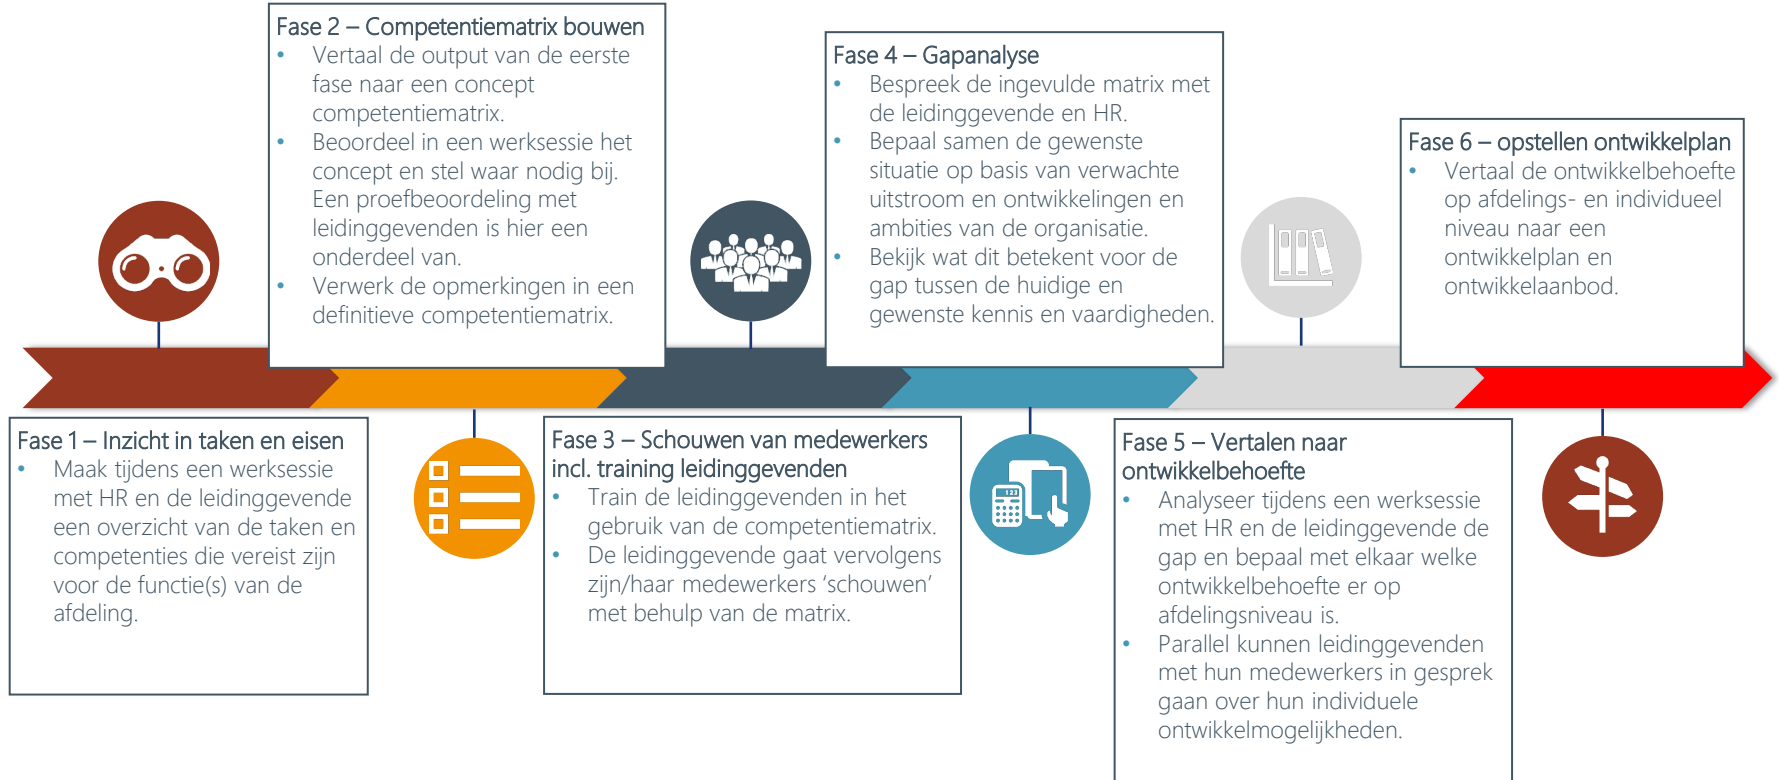 Fase 1 – Inzicht in taken en eisen
• Maak tijdens een werksessie
met HR en de leidinggevende
een overzicht van de taken en
competenties die vereist zijn
voor de functie(s) van de
afdeling.
Fase 2 – Competentiematrix bouwen
• Vertaal de output van de eerste
fase naar een concept
competentiematrix.
• Beoordeel in een werksessie het
concept en stel waar nodig bij.
Een proefbeoordeling met
leidinggevenden is hier een
onderdeel van.
• Verwerk de opmerkingen in een
definitieve competentiematrix.
Fase 3 – Schouwen van medewerkers
incl. training leidinggevenden
• Train de leidinggevenden in het
gebruik van de competentiematrix.
• De leidinggevende gaat vervolgens
zijn/haar medewerkers ‘schouwen’
met behulp van de matrix.
Fase 4 – Gapanalyse
• Bespreek de ingevulde matrix met
de leidinggevende en HR.
• Bepaal samen de gewenste
situatie op basis van verwachte
uitstroom en ontwikkelingen en
ambities van de organisatie.
• Bekijk wat dit betekent voor de
gap tussen de huidige en
gewenste kennis en vaardigheden.
123
Fase 5 – Vertalen naar
ontwikkelbehoefte
• Analyseer tijdens een werksessie
met HR en de leidinggevende de
gap en bepaal met elkaar welke
ontwikkelbehoefte er op
afdelingsniveau is.
• Parallel kunnen leidinggevenden
met hun medewerkers in gesprek
gaan over hun individuele
ontwikkelmogelijkheden.
Fase 6 – opstellen ontwikkelplan
• Vertaal de ontwikkelbehoefte
op afdelings- en individueel
niveau naar een
ontwikkelplan en
ontwikkelaanbod.